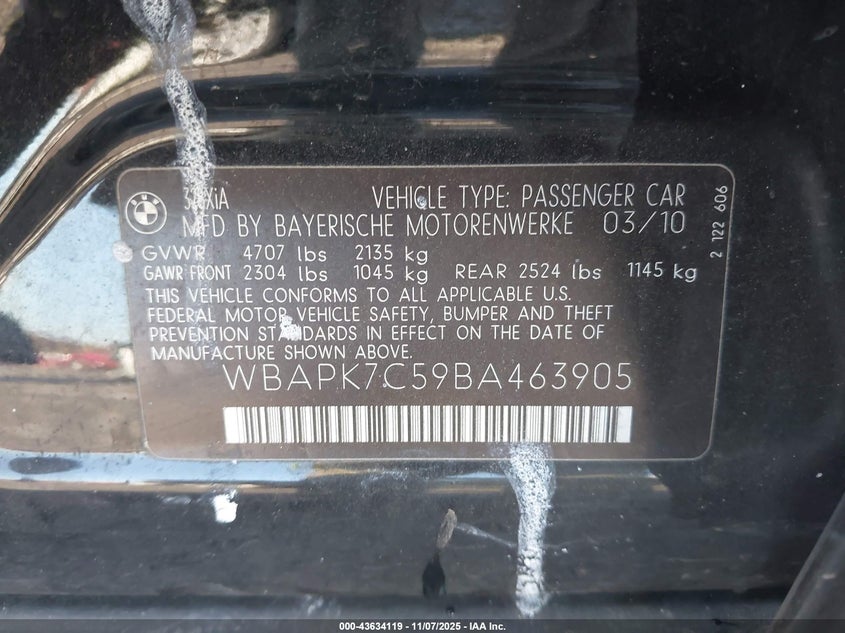 BMW
VEHICLE TYPE: PASSENGER CAR
MFD BY BAYERISCHE MOTORENWERKE 03/10
GVWR 4707 lbs 2135 kg
GAWR FRONT 2304 lbs 1045 kg REAR 2524 lbs 1145 kg
THIS VEHICLE CONFORMS TO ALL APPLICABLE U.S.
FEDERAL MOTOR VEHICLE SAFETY, BUMPER AND THEFT
PREVENTION STANDARDS IN EFFECT ON THE DATE OF
MANUFACTURE SHOWN ABOVE.
WBAPK7C59BA463905
2 122 606
000-43634119 - 11/07/2025 - IAA Inc.